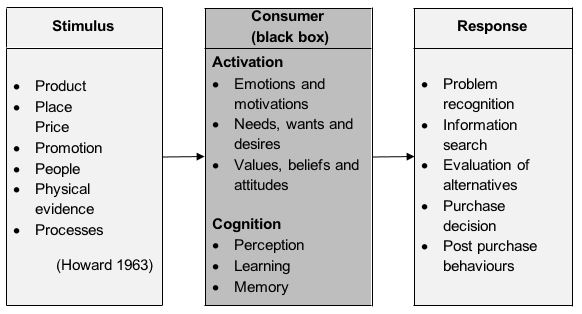 Stimulus
• Product
• Place
Price
• Promotion
• People
• Physical
evidence
• Processes
(Howard 1963)
Consumer
(black box)
Activation
• Emotions and
motivations
• Needs, wants and
desires
• Values, beliefs and
attitudes
Cognition
• Perception
• Learning
• Memory
Response
• Problem
recognition
• Information
search
• Evaluation of
alternatives
• Purchase
decision
• Post purchase
behaviours